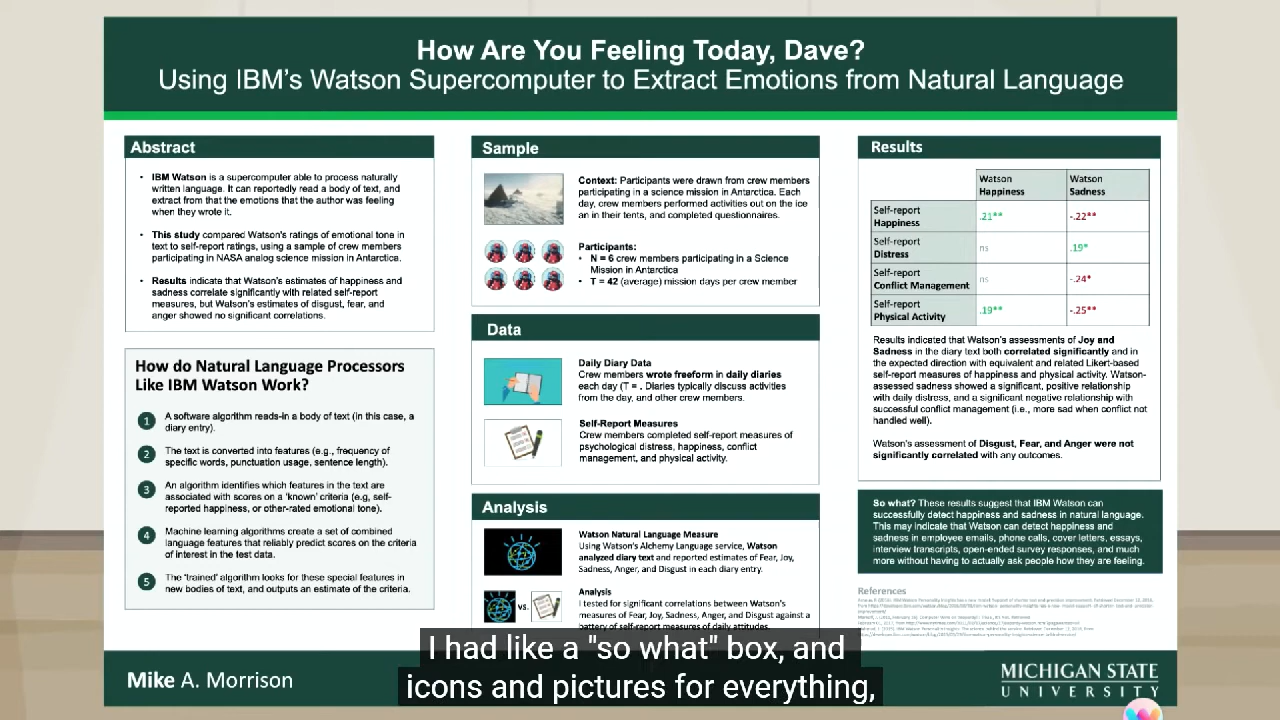 How Are You Feeling Today, Dave?
Using IBM's Watson Supercomputer to Extract Emotions from Natural Language
Abstract
• IBM Watson is a supercomputer able to process naturally
written language. It can reportedly read a body of text, and
extract from that the emotions that the author was feeling
when they wrote it.
• This study compared Watson's ratings of emotional tone in
text to self-report ratings, using a sample of crew members
participating in NASA analog science mission in Antarctica.
• Results indicate that Watson's estimates of happiness and
sadness correlate significantly with related self-report
measures, but Watson's estimates of disgust, fear, and
anger showed no significant correlations.
How do Natural Language Processors
Like IBM Watson Work?
1 A software algorithm reads-in a body of text (in this case, a
diary entry).
2 The text is converted into features (e.g., frequency of
specific words, punctuation usage, sentence length).
3 An algorithm identifies which features in the text are
associated with scores on a 'known' criteria (e.g, self-
reported happiness, or other-rated emotional tone).
4 Machine learning algorithms create a set of combined
language features that reliably predict scores on the criteria
of interest in the test data.
5 The 'trained' algorithm looks for these special features in
new bodies of text, and outputs an estimate of the criteria.
Sample
Context: Participants were drawn from crew members
participating in a science mission in Antarctica. Each
day, crew members performed activities out on the ice
an in their tents, and completed questionnaires.
Participants:
• N = 6 crew members participating in a Science
Mission in Antarctica
• T = 42 (average) mission days per crew member
Data
Daily Diary Data
Crew members wrote freeform in daily diaries
each day (T = . Diaries typically discuss activities
from the day, and other crew members.
Self-Report Measures
Crew members completed self-report measures of
psychological distress, happiness, conflict
management, and physical activity.
Analysis
Watson Natural Language Measure
Using Watson's Alchemy Language service, Watson
analyzed diary text and reported estimates of Fear, Joy,
Sadness, Anger, and Disgust in each diary entry.
vs.
Analysis
I tested for significant correlations between Watson's
measures of Fear, Joy, Sadness, Anger, and Disgust against a
battery of self-report measures of daily attitudes.
Results
Watson Happiness Watson Sadness
Self-report Happiness .21** -.22**
Self-report Distress ns .19*
Self-report Conflict Management ns -.24*
Self-report Physical Activity .19** -.25**
Results indicated that Watson's assessments of Joy and
Sadness in the diary text both correlated significantly and in
the expected direction with equivalent and related Likert-based
self-report measures of happiness and physical activity. Watson-
assessed sadness showed a significant, positive relationship
with daily distress, and a significant negative relationship with
successful conflict management (i.e., more sad when conflict not
handled well).
Watson's assessment of Disgust, Fear, and Anger were not
significantly correlated with any outcomes.
So what? These results suggest that IBM Watson can
successfully detect happiness and sadness in natural language.
This may indicate that Watson can detect happiness and
sadness in employee emails, phone calls, cover letters, essays,
interview transcripts, open-ended survey responses, and much
more without having to actually ask people how they are feeling.
References
Mike A. Morrison
MICHIGAN STATE
UNIVERSITY
I had like a "so what" box, and
icons and pictures for everything,